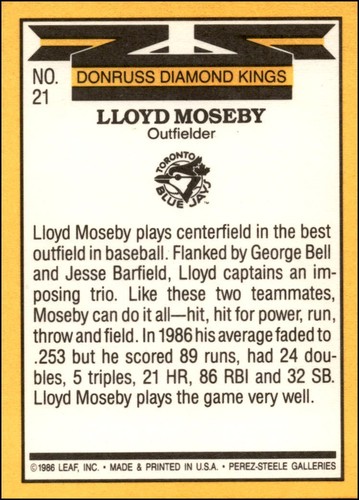 NO.
21
DONRUSS DIAMOND KINGS
LLOYD MOSEBY
Outfielder
TORONTO
BLUE JAYS
Lloyd Moseby plays centerfield in the best
outfield in baseball. Flanked by George Bell
and Jesse Barfield, Lloyd captains an im-
posing trio. Like these two teammates,
Moseby can do it all—hit, hit for power, run,
throw and field. In 1986 his average faded to
.253 but he scored 89 runs, had 24 dou-
bles, 5 triples, 21 HR, 86 RBI and 32 SB.
Lloyd Moseby plays the game very well.
©1986 LEAF, INC. • MADE & PRINTED IN U.S.A. • PEREZ-STEELE GALLERIES